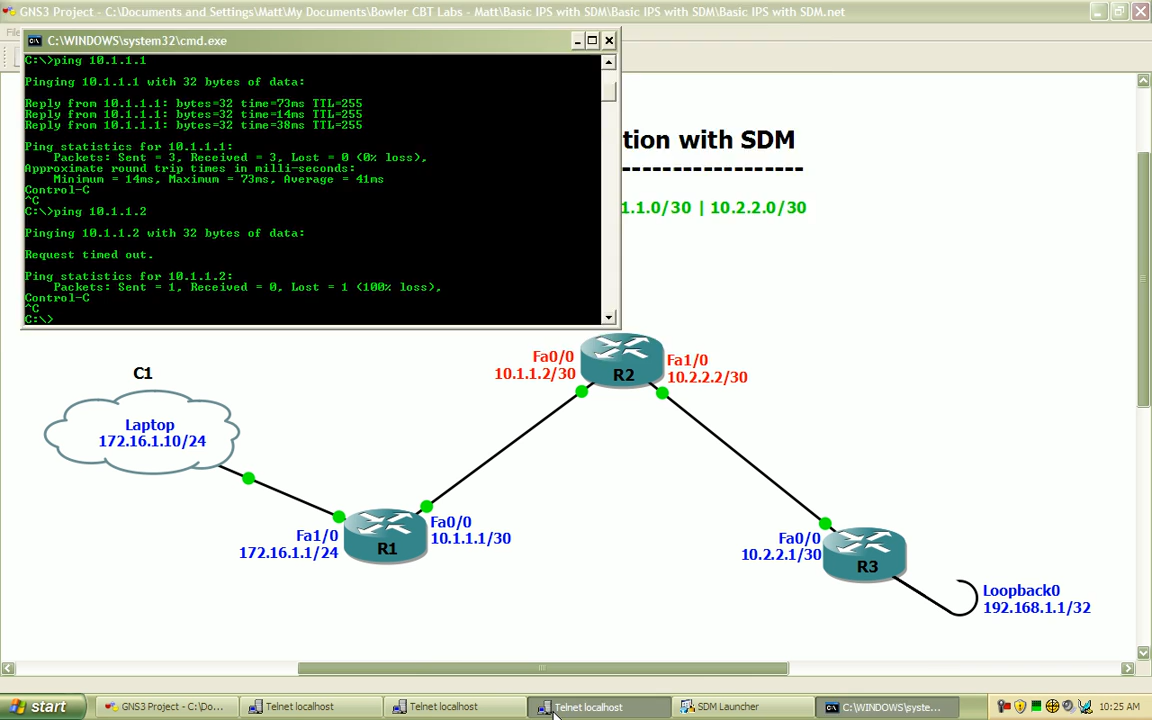 GNS3 Project - C:\Documents and Settings\Matt\My Documents\Bowler CBT Labs - Matt\Basic IPS with SDM\Basic IPS with SDM\Basic IPS with SDM.net
C:\WINDOWS\system32\cmd.exe
C:\>ping 10.1.1.1
Pinging 10.1.1.1 with 32 bytes of data:
Reply from 10.1.1.1: bytes=32 time=73ms TTL=255
Reply from 10.1.1.1: bytes=32 time=14ms TTL=255
Reply from 10.1.1.1: bytes=32 time=38ms TTL=255
Ping statistics for 10.1.1.1:
Packets: Sent = 3, Received = 3, Lost = 0 (0% loss),
Approximate round trip times in milli-seconds:
Minimum = 14ms, Maximum = 73ms, Average = 41ms
Control-C
^C
C:\>ping 10.1.1.2
Pinging 10.1.1.2 with 32 bytes of data:
Request timed out.
Ping statistics for 10.1.1.2:
Packets: Sent = 1, Received = 0, Lost = 1 (100% loss),
Control-C
^C
C:\>
tion with SDM
------------------
1.1.0/30 | 10.2.2.0/30
Fa0/0
10.1.1.2/30
R2
Fa1/0
10.2.2.2/30
C1
Laptop
172.16.1.10/24
Fa1/0
172.16.1.1/24
R1
Fa0/0
10.1.1.1/30
Fa0/0
10.2.2.1/30
R3
Loopback0
192.168.1.1/32
start
GNS3 Project - C:\Do...
Telnet localhost
Telnet localhost
Telnet localhost
SDM Launcher
C:\WINDOWS\syste...
10:25 AM